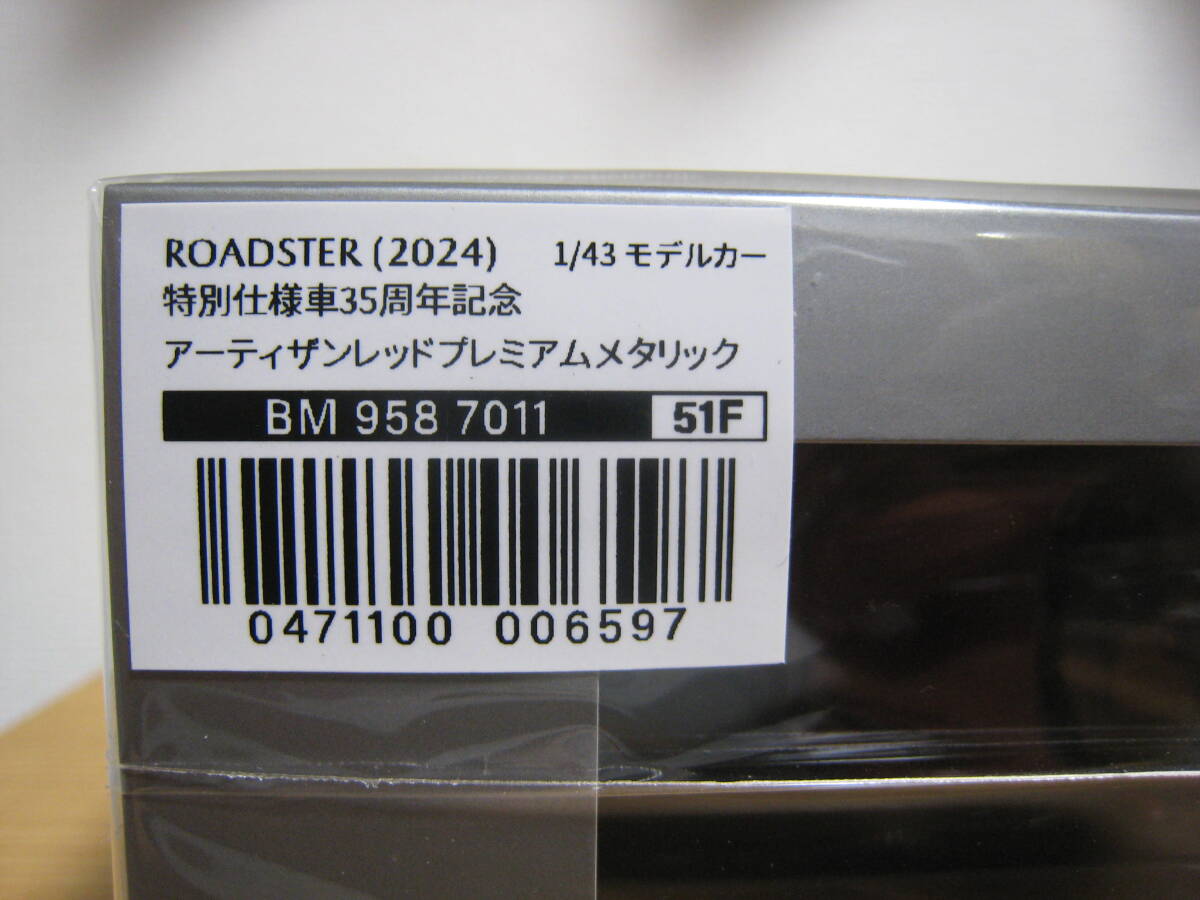 ROADSTER (2024) 1/43 モデルカー
特別仕様車35周年記念
アーティザンレッドプレミアムメタリック
BM 958 7011 51F
0471100 006597